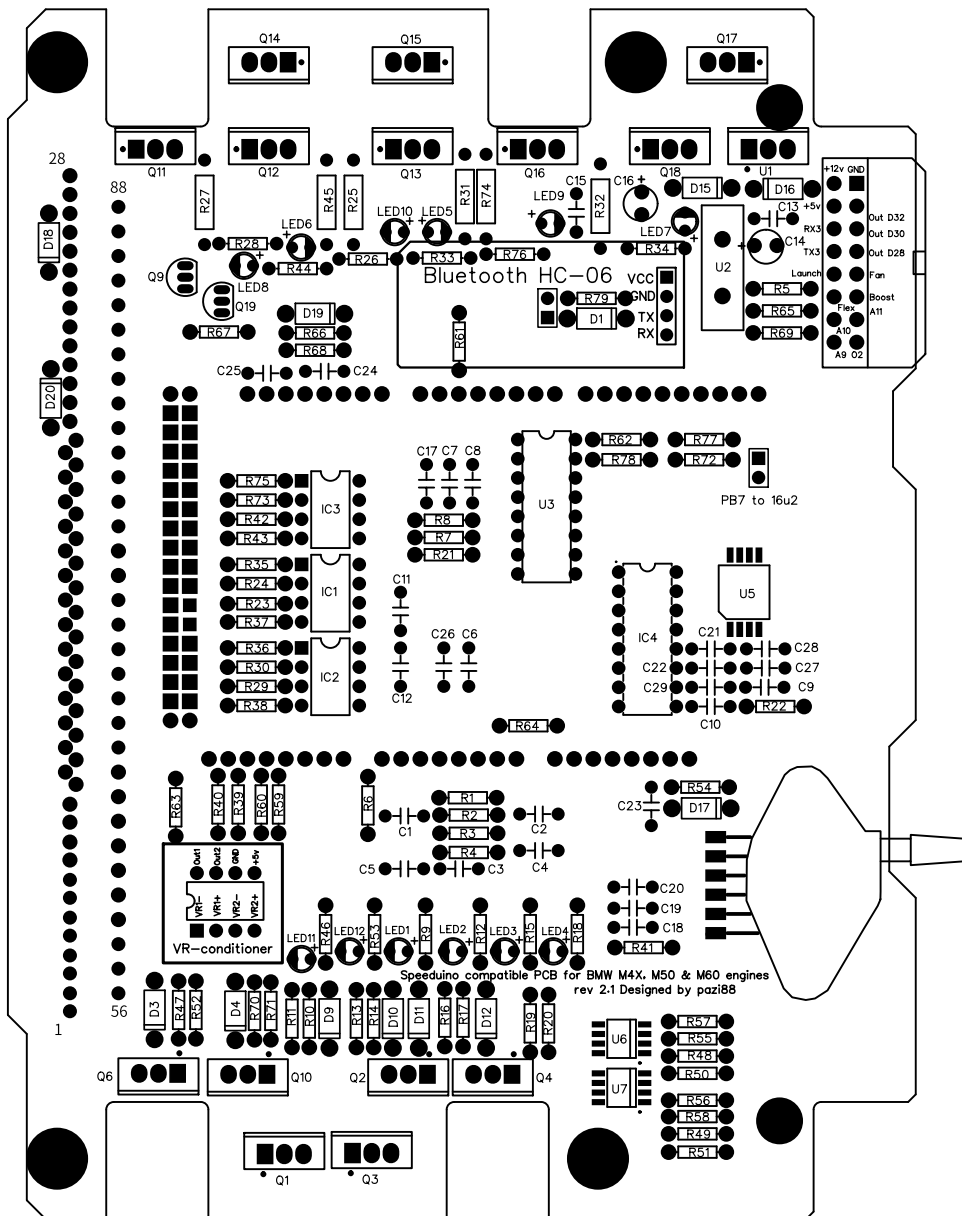 Q14
Q15
Q17
Q11
Q12
Q13
Q16
Q18
U1
28
88
R27
R45
R25
R31
R74
LED9
C15
R32
C16
D15
D16
+12v GND
+5v
C13
RX3
TX3
Launch
Flex
A10
A9 O2
Out D32
Out D30
Out D28
Fan
Boost
A11
D18
LED6
LED10
LED5
LED7
R28
R44
LED8
R26
R33
R76
R34
U2
C14
Q9
Q19
Bluetooth HC-06
VCC
GND
TX
RX
R79
D1
R5
R65
R69
D19
R66
R67
R68
R61
C25
C24
D20
R62
R77
R78
R72
PB7 to 16u2
C17
C7
C8
U3
R75
R73
R42
R43
IC3
R8
R7
R21
R35
R24
R23
R37
IC1
C11
U5
IC4
R36
R30
R29
R38
IC2
C26
C6
C12
C21
C28
C22
C27
C29
C9
C10
R22
R64
R63
R40
R39
R60
R59
R6
R1
R2
R3
R4
C1
C2
C5
C3
C4
C23
R54
D17
Out1
Out2
GND
+5v
VR1-
VR1+
VR2-
VR2+
VR-conditioner
C20
C19
C18
R41
LED11
R46
LED12
R53
LED1
R9
LED2
R12
LED3
R15
LED4
R18
Speeduino compatible PCB for BMW M4X, M50 & M60 engines
rev 2.1 Designed by pazi88
1
56
D3
R47
R52
D4
R70
R71
R11
R10
D9
R13
R14
D10
D11
R16
R17
D12
R19
R20
U6
U7
R57
R55
R48
R50
R56
R58
R49
R51
Q6
Q10
Q2
Q4
Q1
Q3